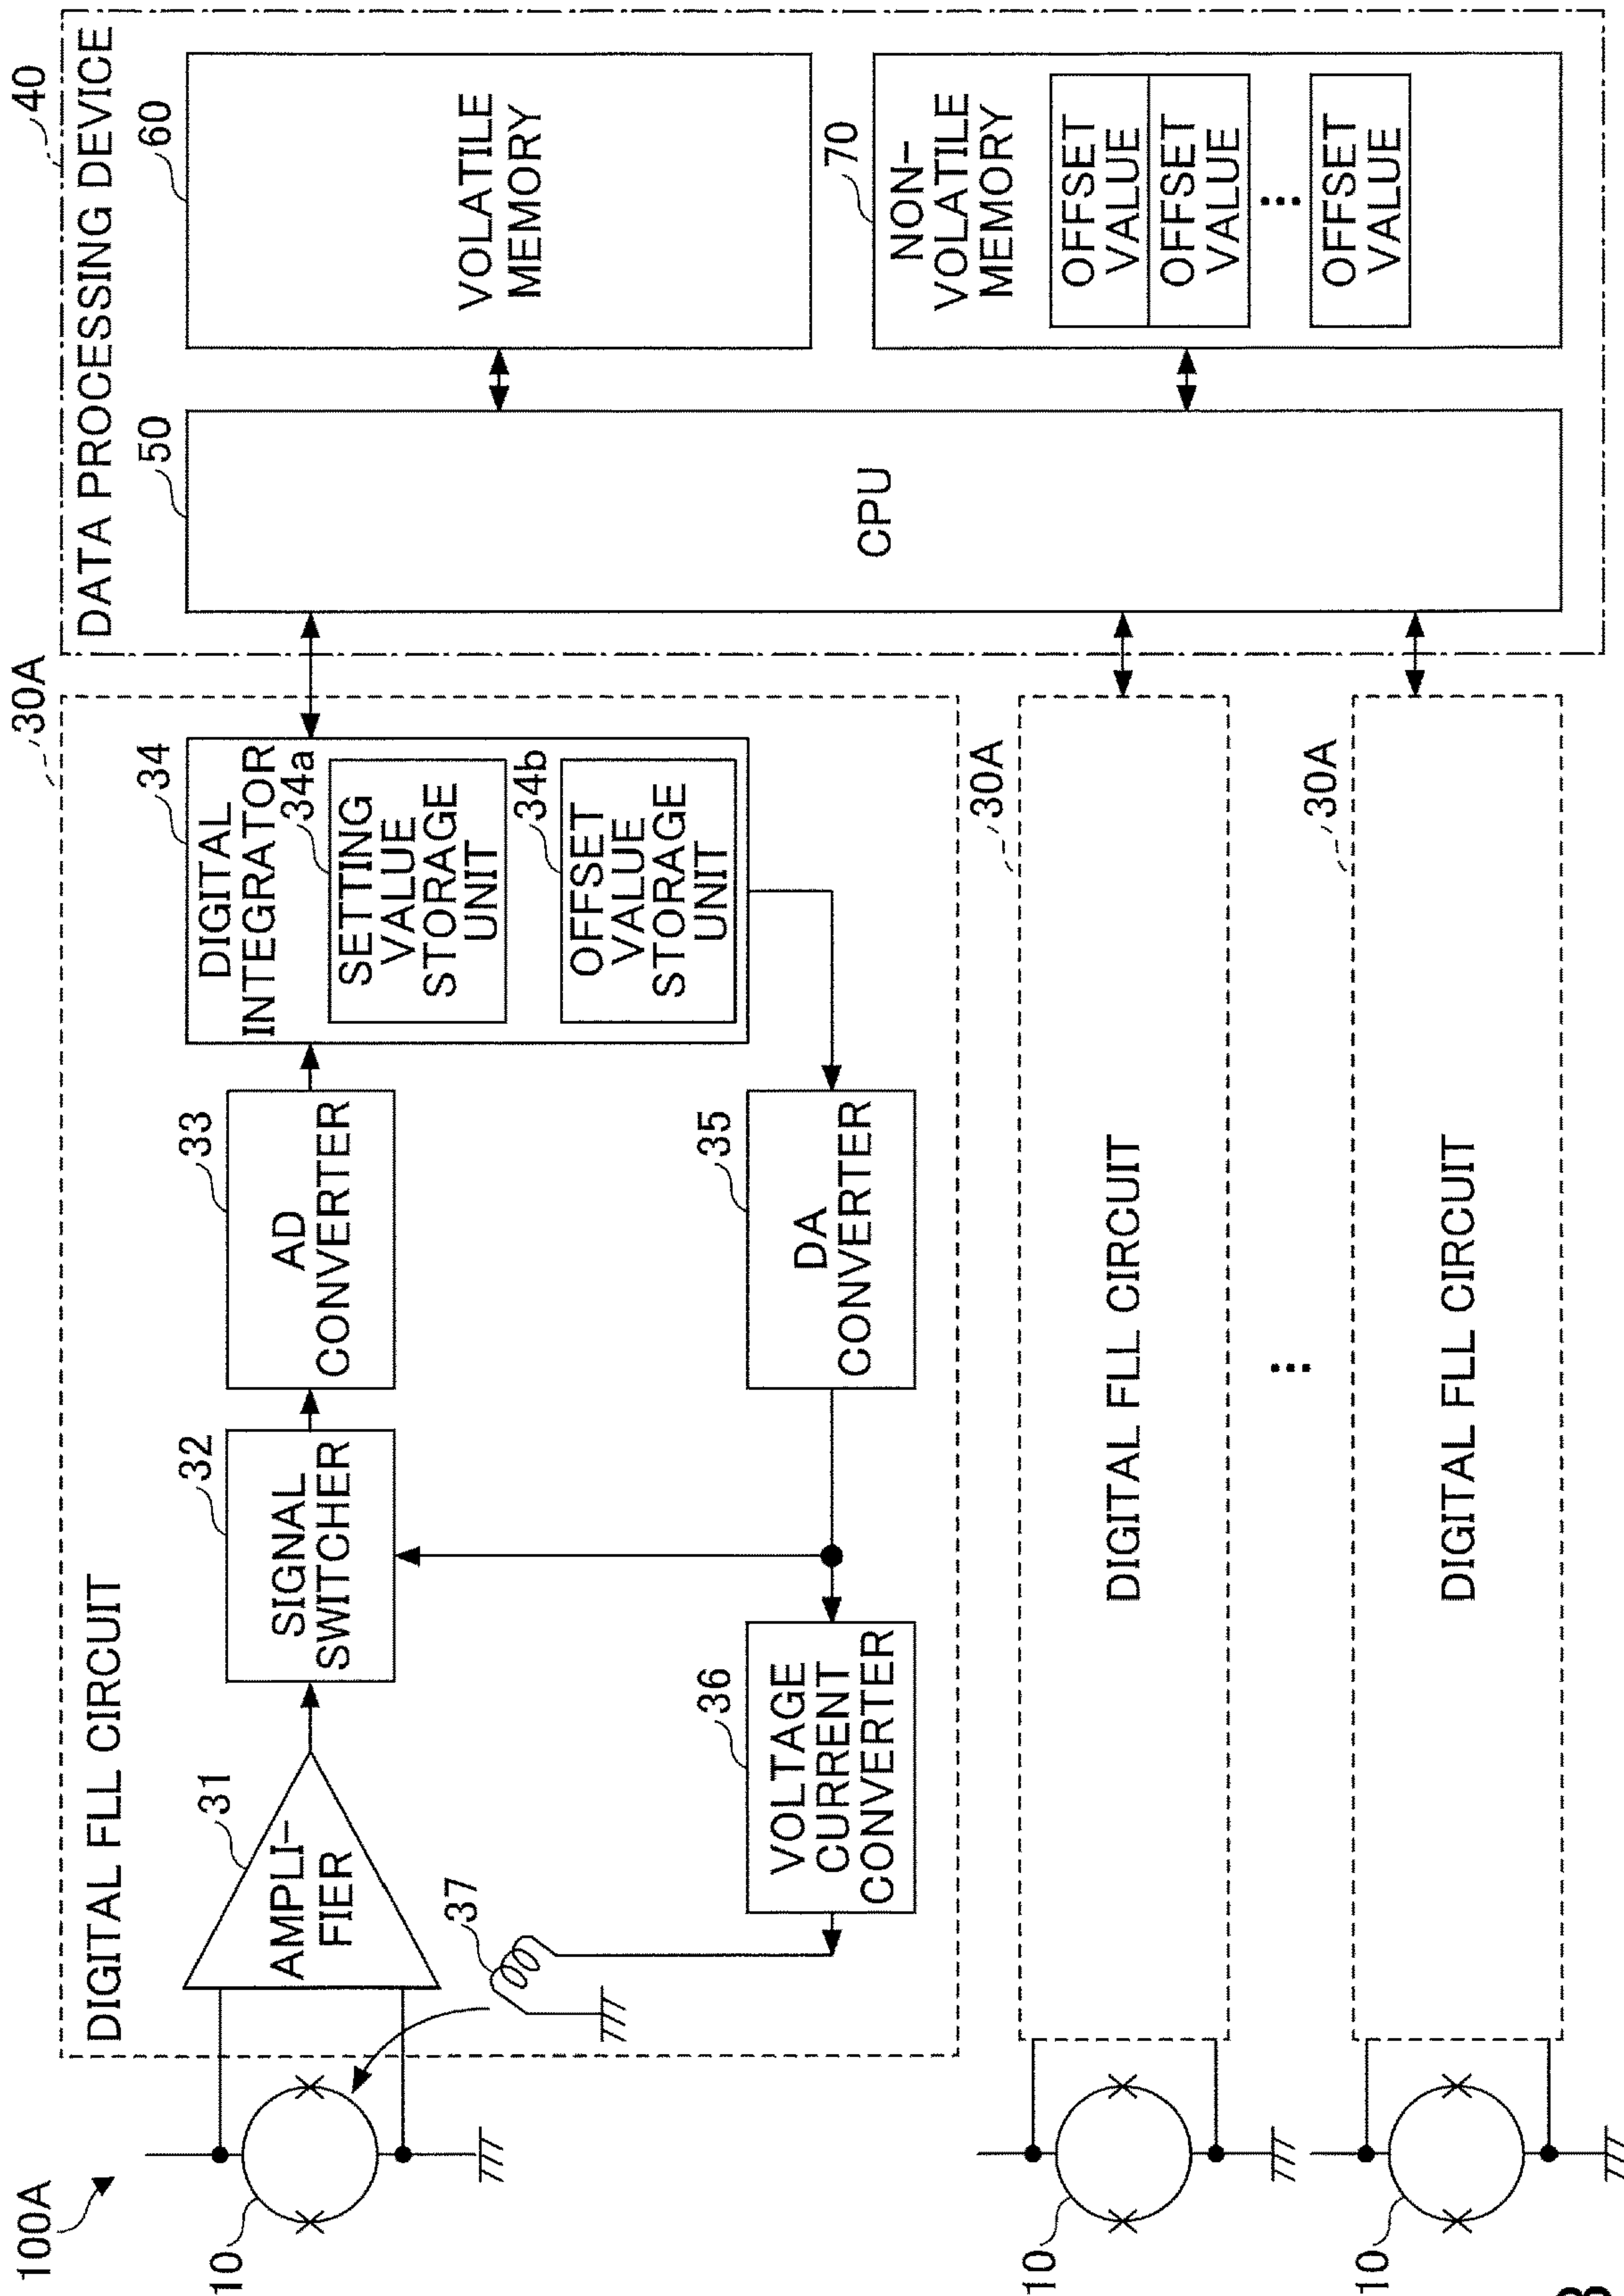 100A
40
DATA PROCESSING DEVICE
30A
DIGITAL FLL CIRCUIT
10
31
AMPLI-
FIER
32
SIGNAL
SWITCHER
33
AD
CONVERTER
34
DIGITAL
INTEGRATOR
34a
SETTING
VALUE
STORAGE
UNIT
34b
OFFSET
VALUE
STORAGE
UNIT
35
DA
CONVERTER
36
VOLTAGE
CURRENT
CONVERTER
37
50
CPU
60
VOLATILE
MEMORY
70
NON-
VOLATILE
MEMORY
OFFSET
VALUE
OFFSET
VALUE
...
OFFSET
VALUE
10
30A
DIGITAL FLL CIRCUIT
...
10
30A
DIGITAL FLL CIRCUIT